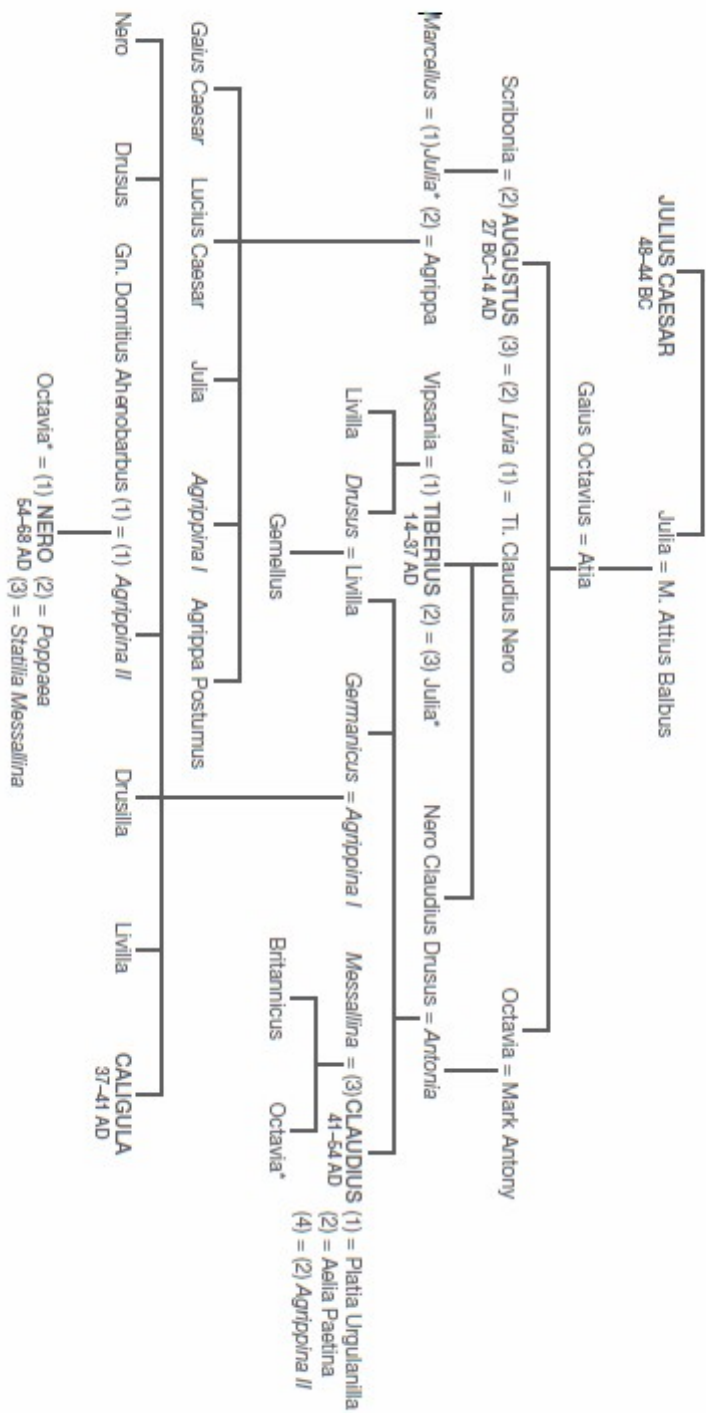 JULIUS CAESAR
48–44 BC
Julia = M. Attius Balbus
Gaius Octavius = Atia
Scribonia = (2) AUGUSTUS (3) = (2) Livia (1) = Ti. Claudius Nero
27 BC–14 AD
Octavia = Mark Antony
Marcellus = (1)Julia* (2) = Agrippa
Vipsania = (1) TIBERIUS (2) = (3) Julia*
14–37 AD
Nero Claudius Drusus = Antonia
Livilla
Drusus = Livilla
Germanicus = Agrippina I
Messallina = (3)CLAUDIUS (1) = Platia Urgulanilla
41–54 AD
(2) = Aelia Paetina
(4) = (2) Agrippina II
Gemellus
Britannicus
Octavia*
Gaius Caesar
Lucius Caesar
Julia
Agrippina I
Agrippa Postumus
Nero
Drusus
Gn. Domitius Ahenobarbus (1) = (1) Agrippina II
Drusilla
Livilla
CALIGULA
37–41 AD
Octavia* = (1) NERO (2) = Poppaea
54–68 AD (3) = Statilia Messallina